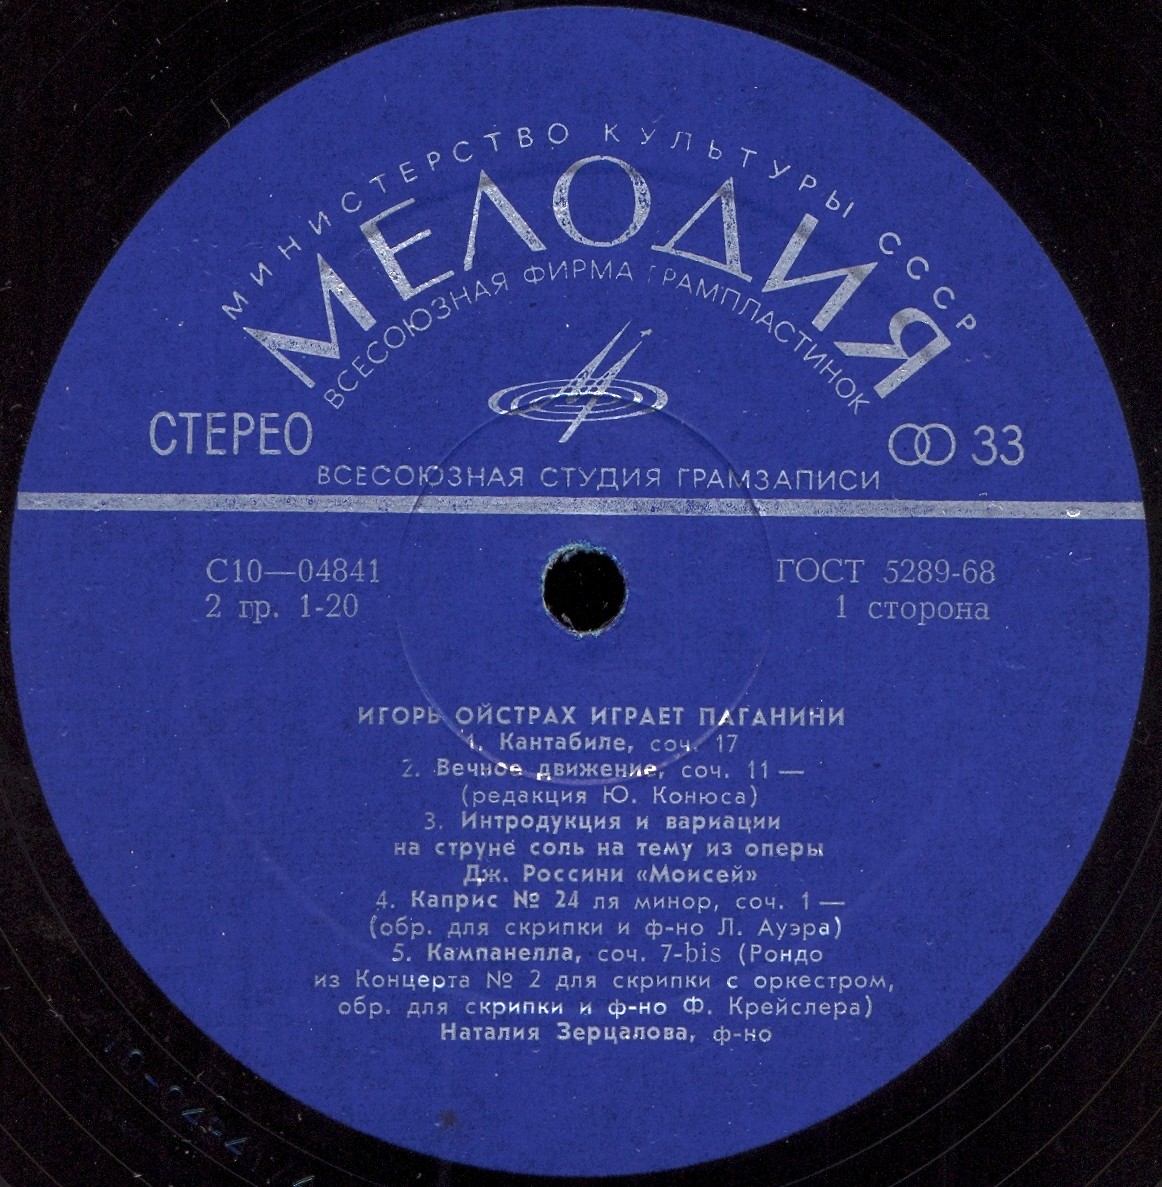 МИНИСТЕРСТВО КУЛЬТУРЫ СССР
МЕЛОДИЯ
ВСЕСОЮЗНАЯ ФИРМА ГРАМПЛАСТИНОК
СТЕРЕО
33
ВСЕСОЮЗНАЯ СТУДИЯ ГРАМЗАПИСИ
С10—04841
ГОСТ 5289-68
2 гр. 1-20
1 сторона
ИГОРЬ ОЙСТРАХ ИГРАЕТ ПАГАНИНИ
1. Кантабиле, соч. 17
2. Вечное движение, соч. 11 —
(редакция Ю. Конюса)
3. Интродукция и вариации
на струне соль на тему из оперы
Дж. Россини «Моисей»
4. Каприс № 24 ля минор, соч. 1 —
(обр. для скрипки и ф-но Л. Ауэра)
5. Кампанелла, соч. 7-bis (Рондо
из Концерта № 2 для скрипки с оркестром,
обр. для скрипки и ф-но Ф. Крейслера)
Наталия Зерцалова, ф-но